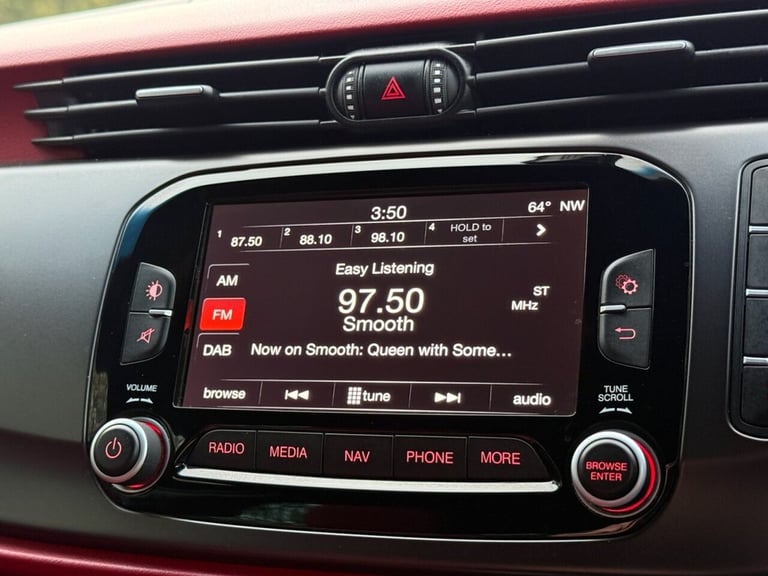 3:50
64° NW
1 87.50 2 88.10 3 98.10 4 HOLD to set >
AM
Easy Listening
FM
97.50 MHz ST
Smooth
DAB
Now on Smooth: Queen with Some...
browse tune audio
VOLUME
TUNE SCROLL
RADIO MEDIA NAV PHONE MORE
BROWSE ENTER